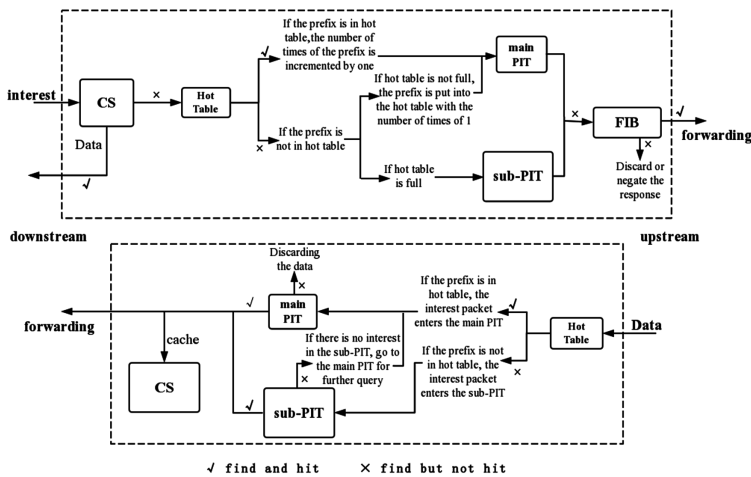 If the prefix is in hot
table,the number of
times of the prefix is
incremented by one
main
PIT
interest
CS
Hot
Table
If hot table is not full,
the prefix is put into
the hot table with the
number of times of 1
FIB
forwarding
Data
If the prefix is
not in hot table
If hot table
is full
sub-PIT
Discard or
negate the
response
downstream
upstream
Discarding
the data
main
PIT
If the prefix is in
hot table, the
interest packet
enters the main PIT
Hot
Table
Data
forwarding
cache
CS
If there is no interest
in the sub-PIT, go to
the main PIT for
further query
If the prefix is not
in hot table, the
interest packet
enters the sub-PIT
sub-PIT
√ find and hit × find but not hit